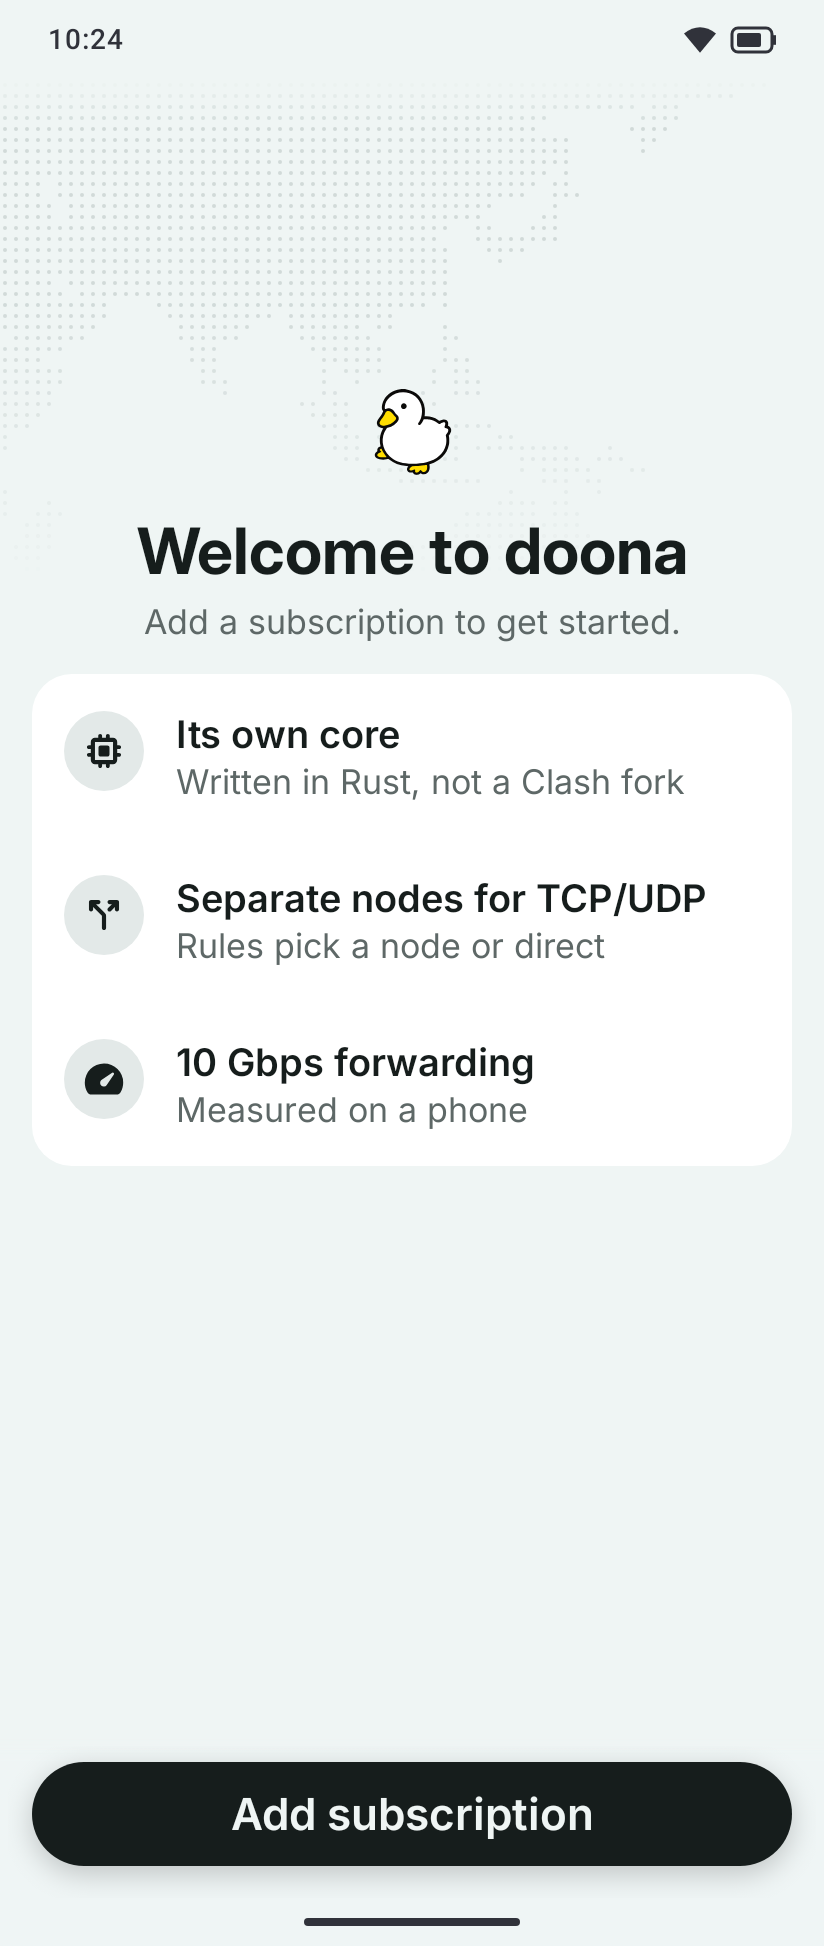 10:24
Welcome to doona
Add a subscription to get started.
Its own core
Written in Rust, not a Clash fork
Separate nodes for TCP/UDP
Rules pick a node or direct
10 Gbps forwarding
Measured on a phone
Add subscription